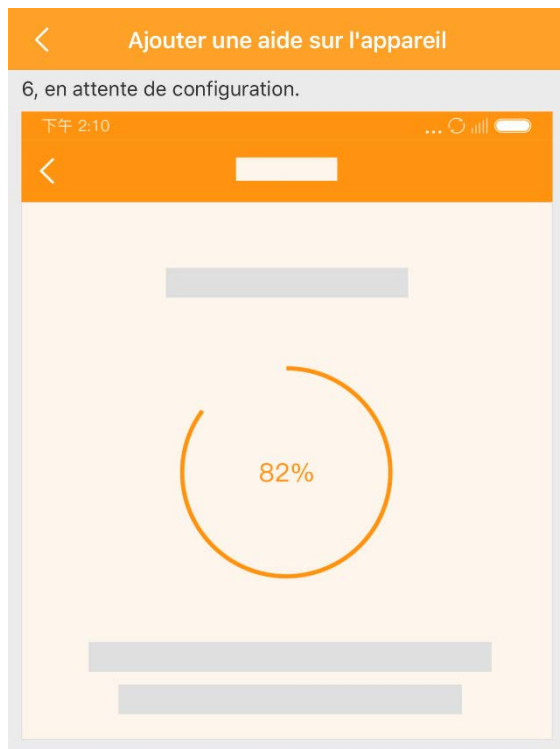 Ajouter une aide sur l'appareil
6, en attente de configuration.
下午 2:10
82%